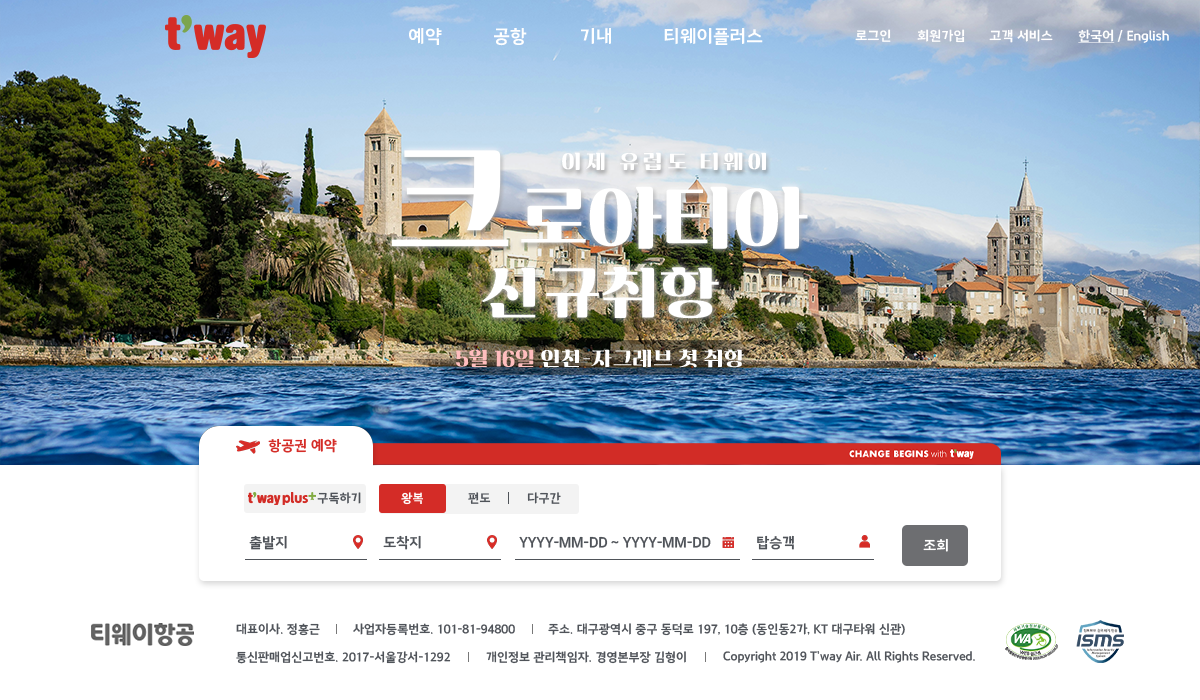 t'way 예약 공항 기내 티웨이플러스 로그인 회원가입 고객 서비스 한국어 / English
이제 유럽도 티웨이
크로아티아
신규취항
5월 16일 인천-자그레브 첫 취항
항공권 예약
CHANGE BEGINS with t'way
t'way plus+ 구독하기 왕복 편도 | 다구간
출발지 도착지 YYYY-MM-DD ~ YYYY-MM-DD 탑승객 조회
티웨이항공
대표이사. 정홍근 | 사업자등록번호. 101-81-94800 | 주소. 대구광역시 중구 동덕로 197, 10층 (동인동2가, KT 대구타워 신관)
통신판매업신고번호. 2017-서울강서-1292 | 개인정보 관리책임자. 경영본부장 김형이 | Copyright 2019 T'way Air. All Rights Reserved.
WA
ISMS
Information Security
Management
System